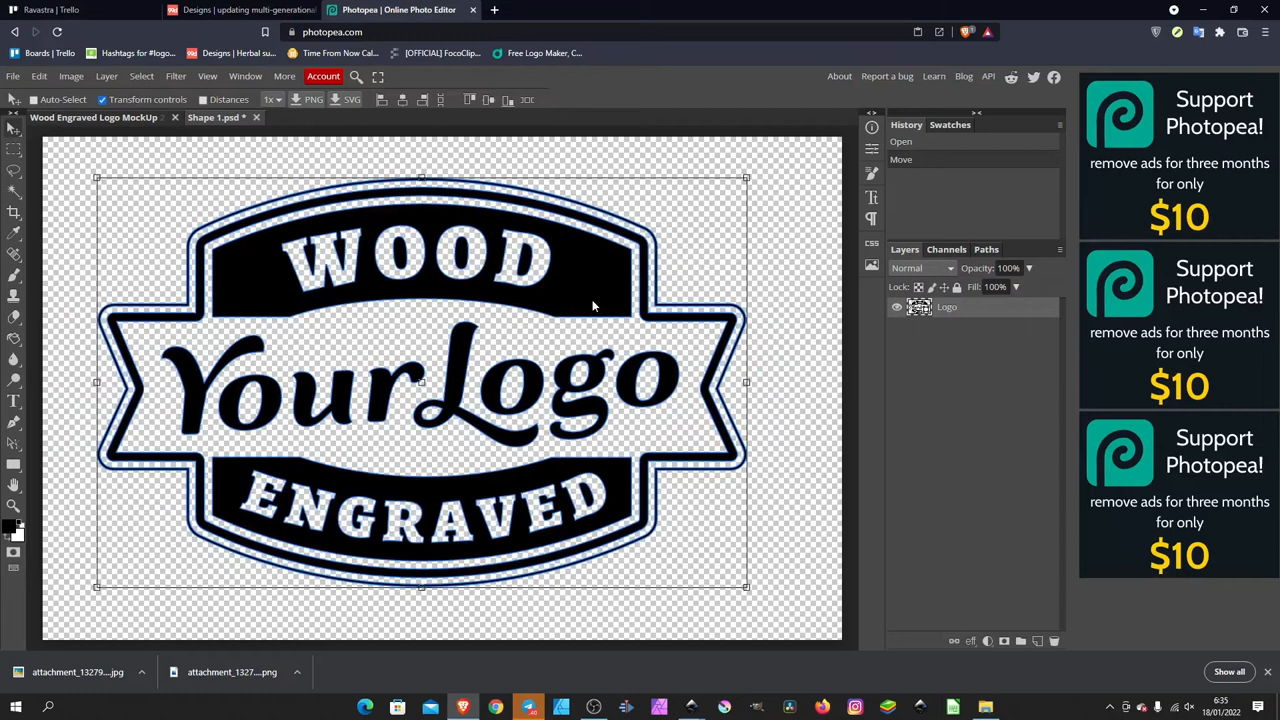 Ravastra | Trello
Designs | updating multi-generational
Photopea | Online Photo Editor
photopea.com
Boards | Trello
Hashtags for #logo...
Designs | Herbal su...
Time From Now Cal...
[OFFICIAL] FocoClip...
Free Logo Maker, C...
File Edit Image Layer Select Filter View Window More Account
About Report a bug Learn Blog API
Auto-Select Transform controls Distances 1x PNG SVG
Wood Engraved Logo MockUp
Shape 1.psd *
WOOD
YourLogo
ENGRAVED
History Swatches
Open
Move
Layers Channels Paths
Normal Opacity: 100%
Lock: Fill: 100%
Logo
eff
CSS
Support
Photopea!
remove ads for three months
for only
$10
Support
Photopea!
remove ads for three months
for only
$10
Support
Photopea!
remove ads for three months
for only
$10
attachment_13279....jpg
attachment_1327....png
Show all
6:35
18/01/2022